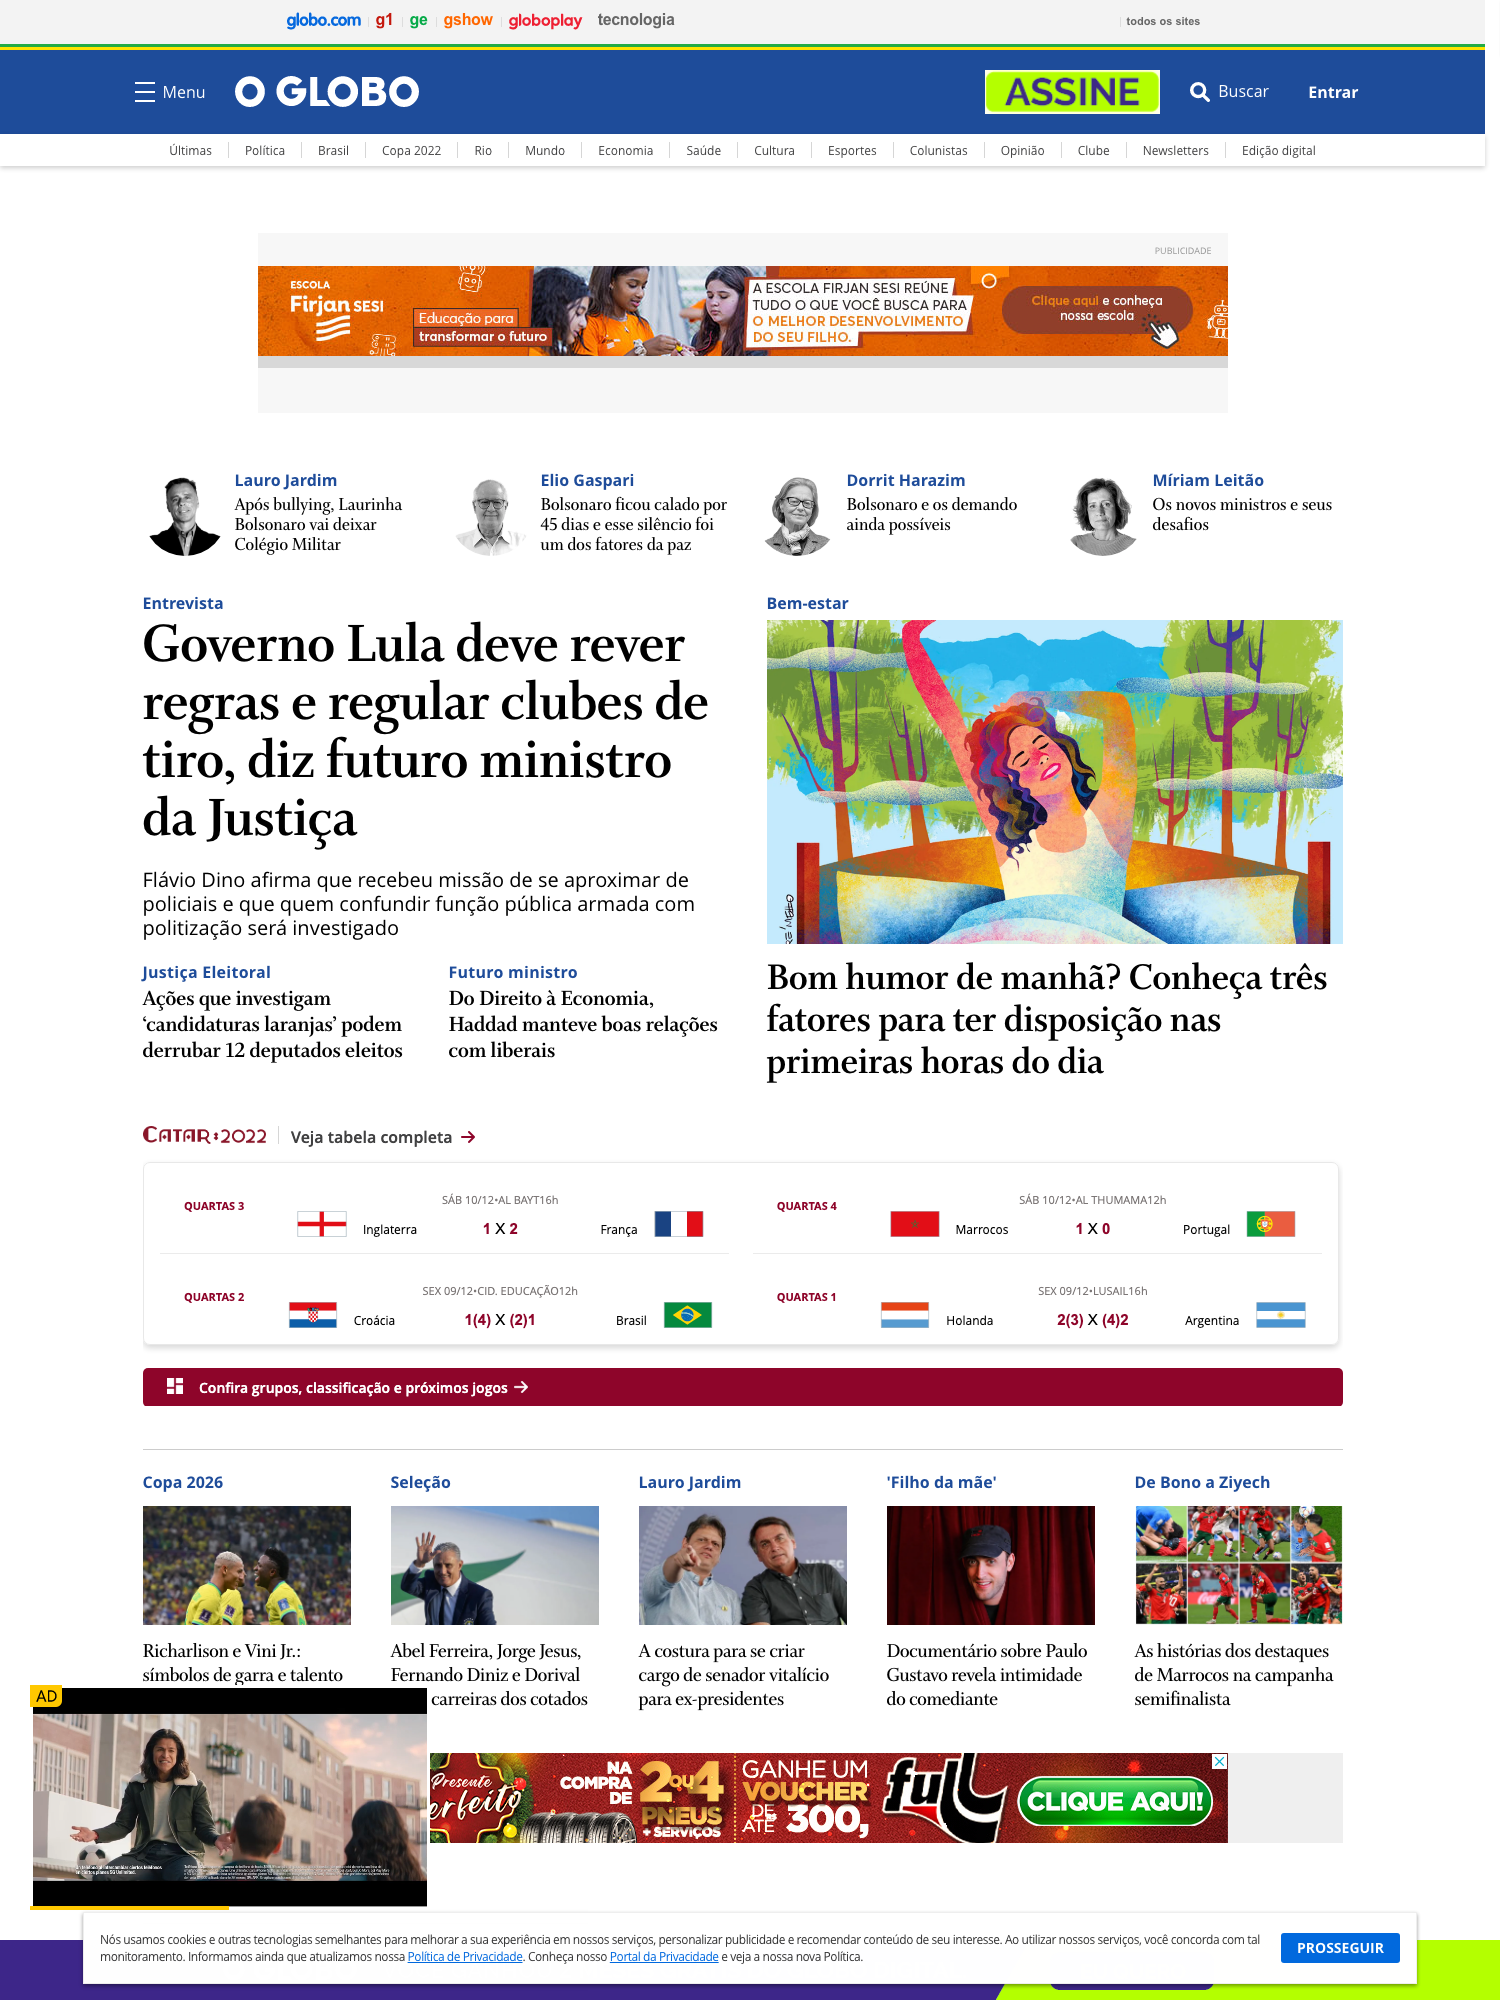 globo.com
g1
ge
gshow
globoplay
tecnologia
todos os sites
Menu
O GLOBO
ASSINE
Buscar
Entrar
Últimas
Política
Brasil
Copa 2022
Rio
Mundo
Economia
Saúde
Cultura
Esportes
Colunistas
Opinião
Clube
Newsletters
Edição digital
PUBLICIDADE
ESCOLA
Firjan SESI
Educação para
transformar o futuro
A ESCOLA FIRJAN SESI REÚNE
TUDO O QUE VOCÊ BUSCA PARA
O MELHOR DESENVOLVIMENTO
DO SEU FILHO.
Clique aqui e conheça
nossa escola
Lauro Jardim
Após bullying, Laurinha
Bolsonaro vai deixar
Colégio Militar
Elio Gaspari
Bolsonaro ficou calado por
45 dias e esse silêncio foi
um dos fatores da paz
Dorrit Harazim
Bolsonaro e os demando
ainda possíveis
Míriam Leitão
Os novos ministros e seus
desafios
Entrevista
Governo Lula deve rever
regras e regular clubes de
tiro, diz futuro ministro
da Justiça
Flávio Dino afirma que recebeu missão de se aproximar de
policiais e que quem confundir função pública armada com
politização será investigado
Justiça Eleitoral
Ações que investigam
‘candidaturas laranjas’ podem
derrubar 12 deputados eleitos
Futuro ministro
Do Direito à Economia,
Haddad manteve boas relações
com liberais
Bem-estar
Bom humor de manhã? Conheça três
fatores para ter disposição nas
primeiras horas do dia
CATAR:2022
Veja tabela completa
QUARTAS 3
SÁB 10/12•AL BAYT16h
Inglaterra
1 X 2
França
QUARTAS 4
SÁB 10/12•AL THUMAMA12h
Marrocos
1 X 0
Portugal
QUARTAS 2
SEX 09/12•CID. EDUCAÇÃO12h
Croácia
1(4) X (2)1
Brasil
QUARTAS 1
SEX 09/12•LUSAIL16h
Holanda
2(3) X (4)2
Argentina
Confira grupos, classificação e próximos jogos
Copa 2026
Richarlison e Vini Jr.:
símbolos de garra e talento
Seleção
Abel Ferreira, Jorge Jesus,
Fernando Diniz e Dorival
carreiras dos cotados
Lauro Jardim
A costura para se criar
cargo de senador vitalício
para ex-presidentes
'Filho da mãe'
Documentário sobre Paulo
Gustavo revela intimidade
do comediante
De Bono a Ziyech
As histórias dos destaques
de Marrocos na campanha
semifinalista
AD
Presente
erfeito
NA
COMPRA
DE
2 OU 4
PNEUS
+ SERVIÇOS
GANHE UM
VOUCHER
DE
ATÉ
R$
300,
full
CLIQUE AQUI!
Nós usamos cookies e outras tecnologias semelhantes para melhorar a sua experiência em nossos serviços, personalizar publicidade e recomendar conteúdo de seu interesse. Ao utilizar nossos serviços, você concorda com tal
monitoramento. Informamos ainda que atualizamos nossa Política de Privacidade. Conheça nosso Portal da Privacidade e veja a nossa nova Política.
PROSSEGUIR